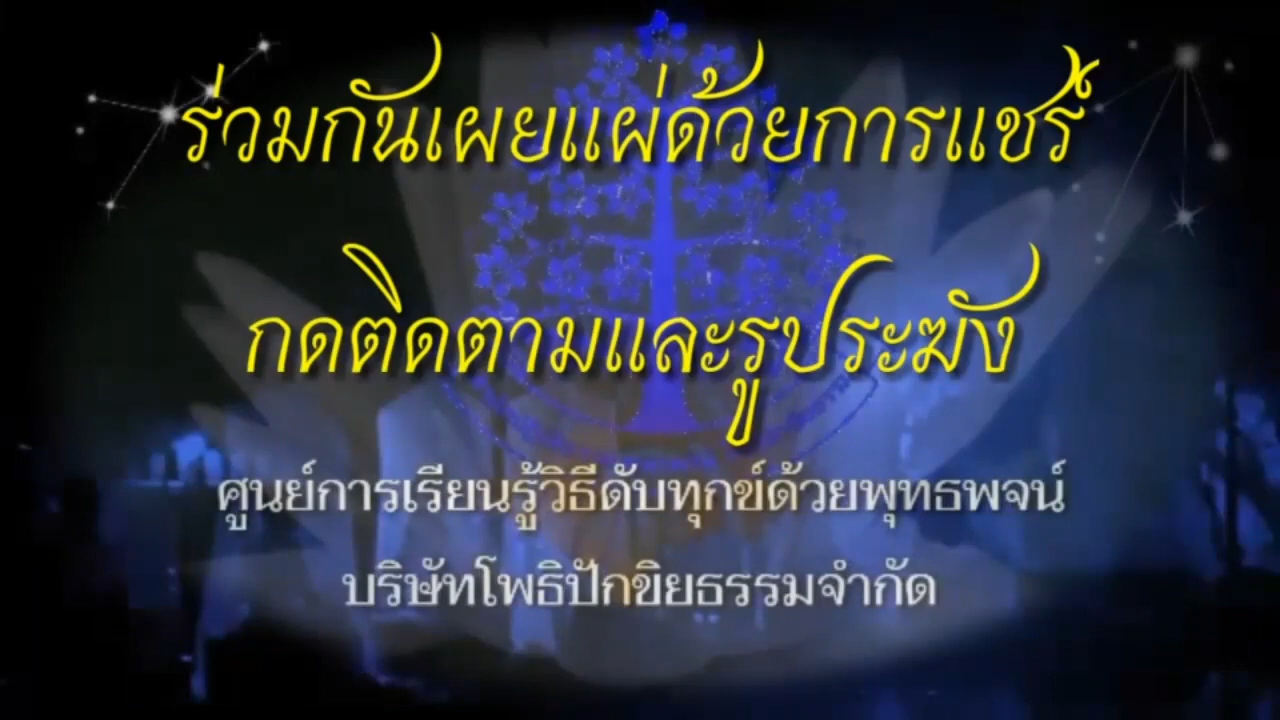 ร่วมกันเผยแผ่ด้วยการแชร์
กดติดตามและรูประฆัง
ศูนย์การเรียนรู้วิธีดับทุกข์ด้วยพุทธพจน์
บริษัทโพธิปักขิยธรรมจำกัด